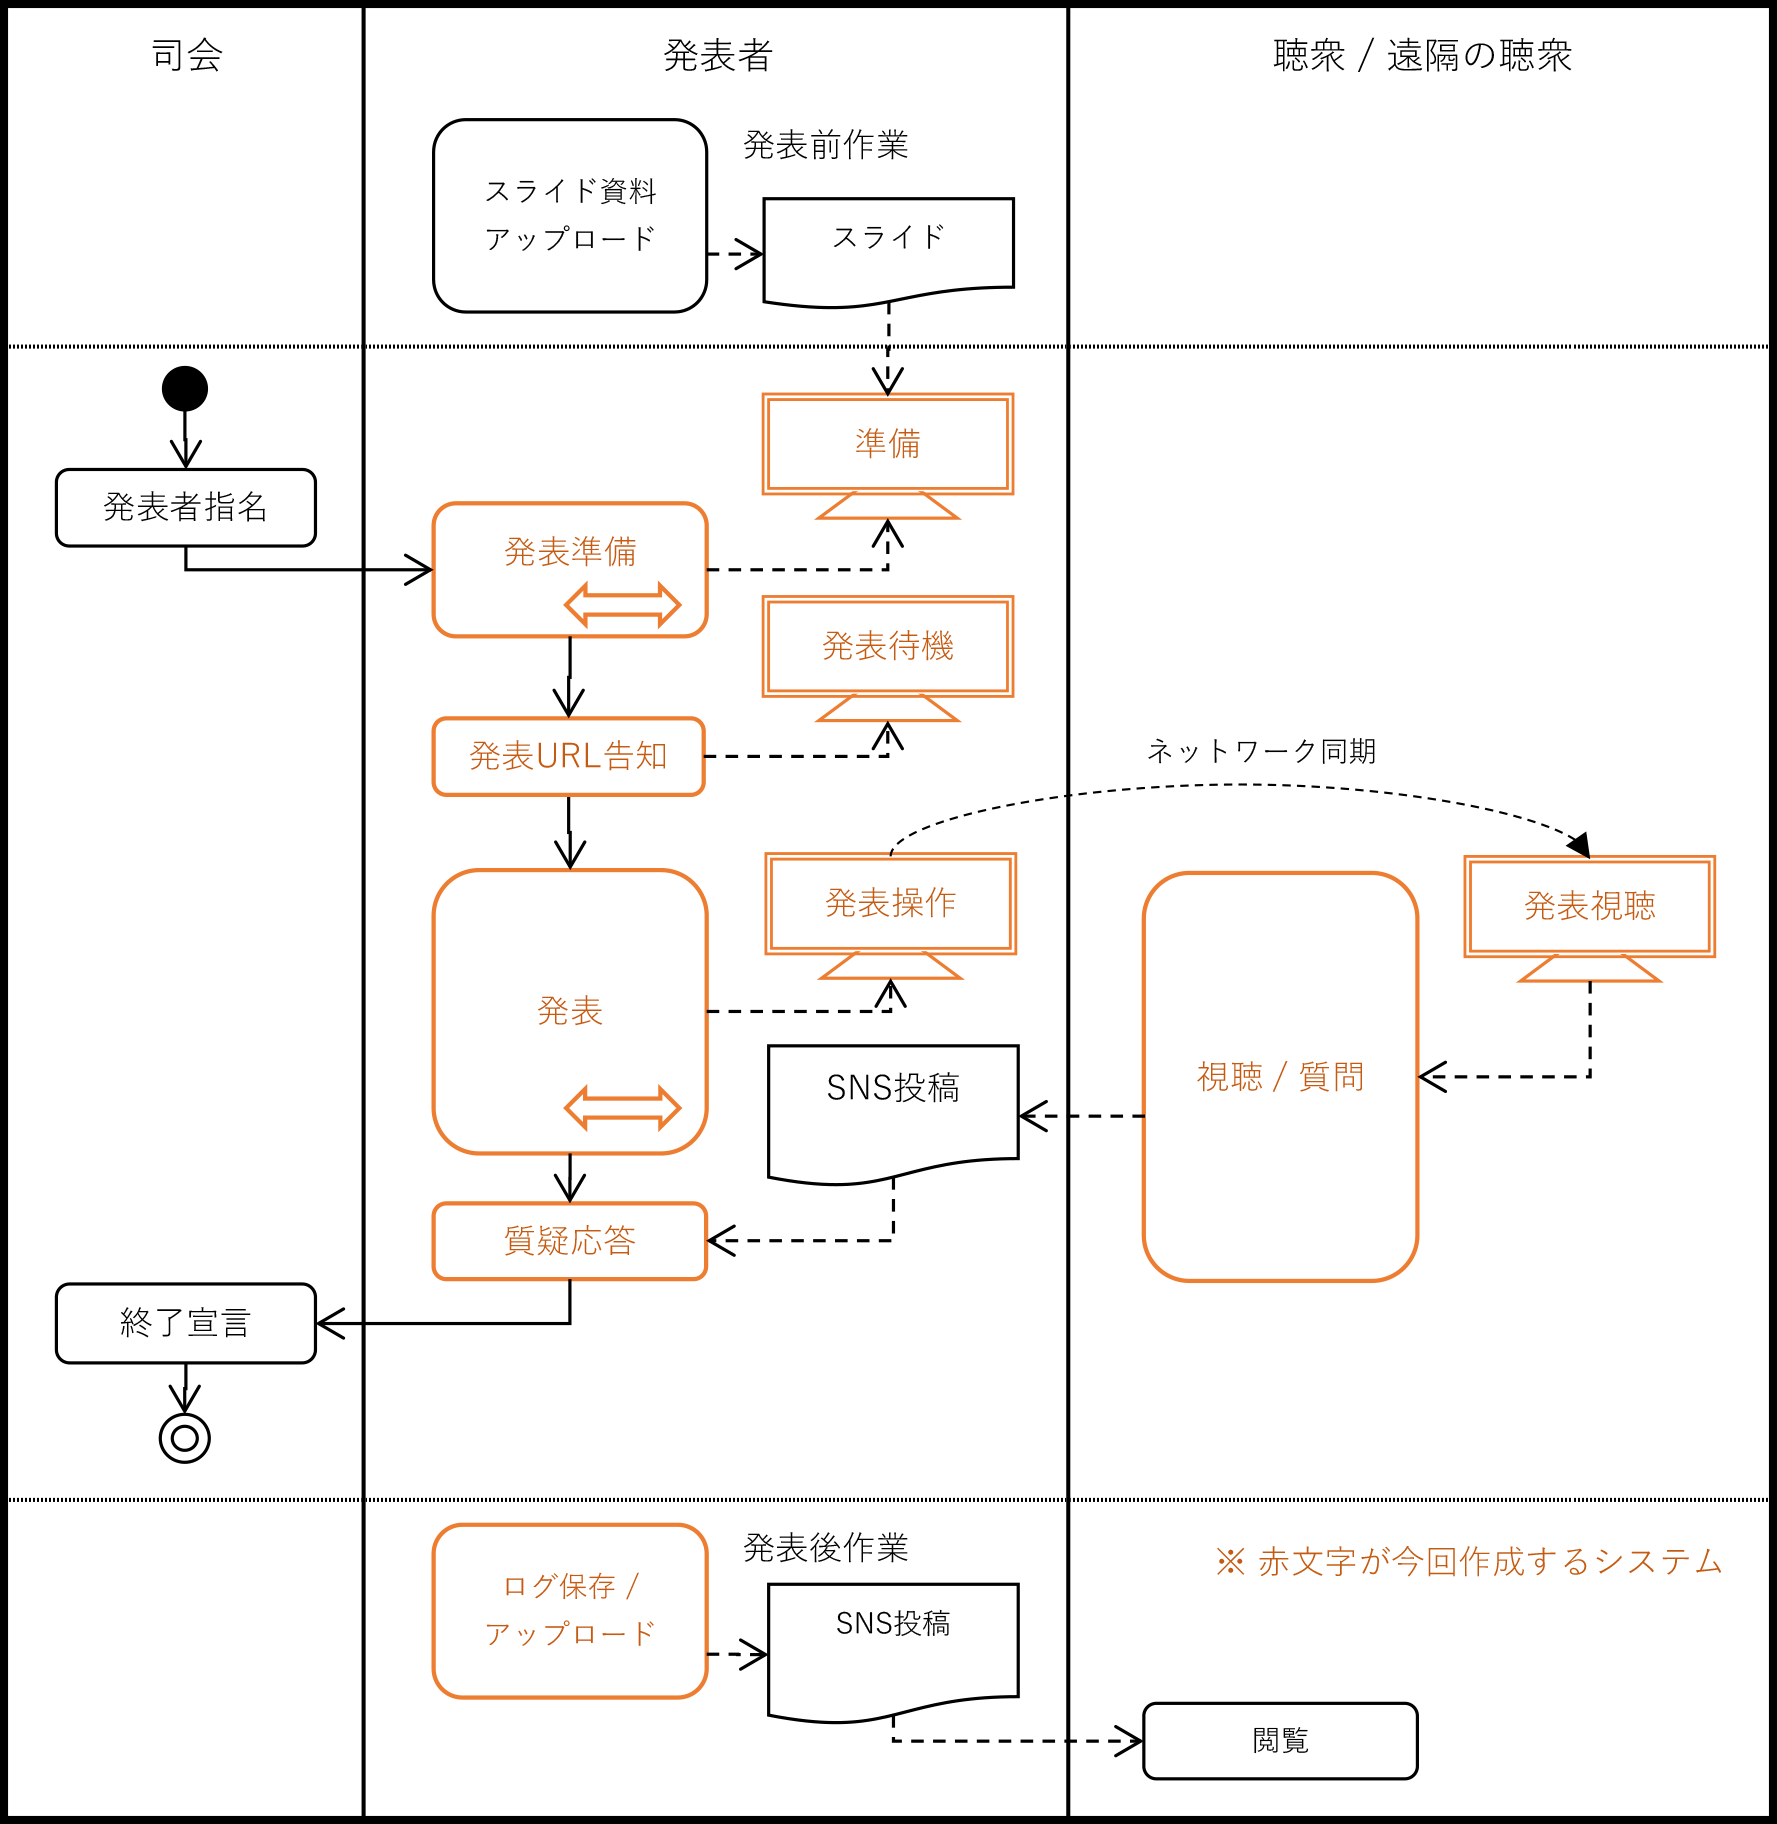 司会
発表者
聴衆 / 遠隔の聴衆
発表前作業
スライド資料
アップロード
スライド
準備
発表者指名
発表準備
発表待機
発表URL告知
ネットワーク同期
発表操作
発表視聴
発表
視聴 / 質問
SNS投稿
質疑応答
終了宣言
発表後作業
※ 赤文字が今回作成するシステム
ログ保存 /
アップロード
SNS投稿
閲覧